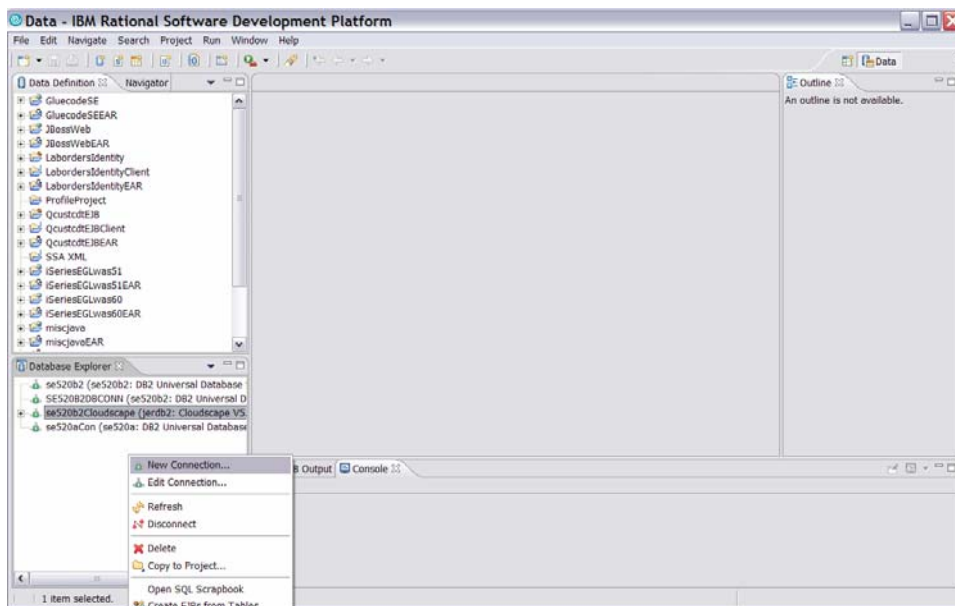 Data - IBM Rational Software Development Platform
File Edit Navigate Search Project Run Window Help
Data
Data Definition
Navigator
Outline
An outline is not available.
GluecodeSE
GluecodeSEEAR
JBossWeb
JBossWebEAR
LabordersIdentity
LabordersIdentityClient
LabordersIdentityEAR
ProfileProject
QcustcdtEJB
QcustcdtEJBClient
QcustcdtEJBEAR
SSA XML
iSeriesEGLwas51
iSeriesEGLwas51EAR
iSeriesEGLwas60
iSeriesEGLwas60EAR
miscjava
miscjavaEAR
Database Explorer
se520b2 (se520b2: DB2 Universal Database
SE520B2DBCONN (se520b2: DB2 Universal D
se520b2Cloudscape (jerdb2: Cloudscape V5
se520aCon (se520a: DB2 Universal Database
B Output
Console
New Connection...
Edit Connection...
Refresh
Disconnect
Delete
Copy to Project...
Open SQL Scrapbook
Create EJBs from Tables
1 item selected.